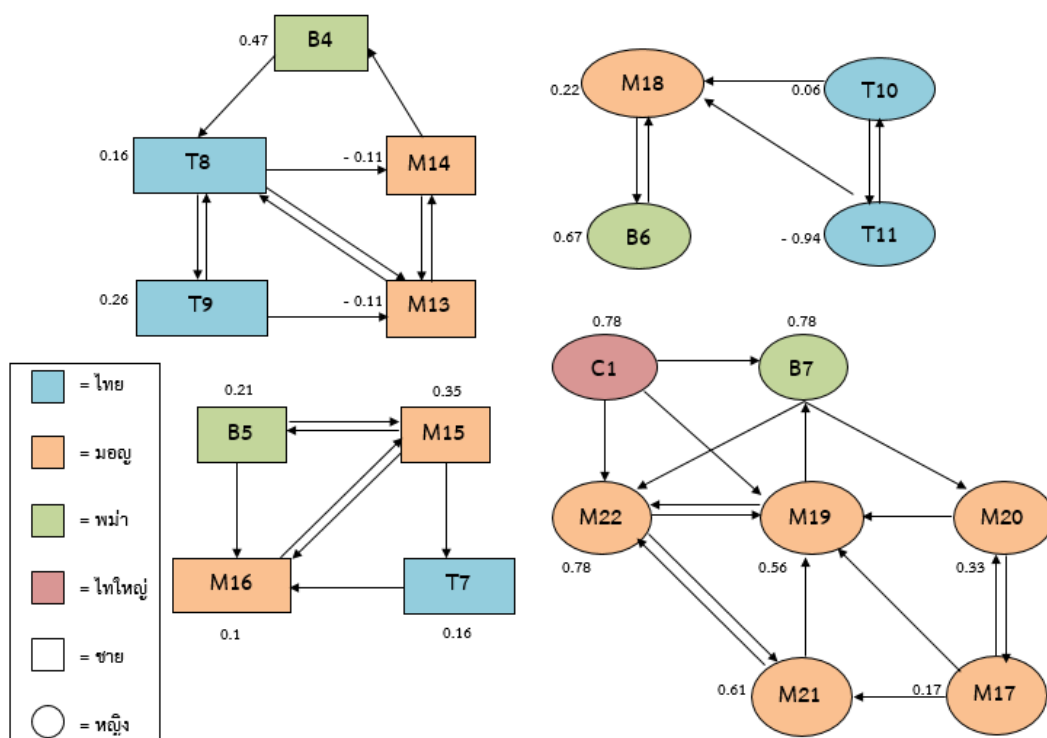 0.47
B4
0.16
T8
- 0.11
M14
0.26
T9
- 0.11
M13
0.22
M18
0.06
T10
0.67
B6
- 0.94
T11
= ไทย
= มอญ
= พม่า
= ไทใหญ่
= ชาย
= หญิง
0.21
0.35
B5
M15
M16
T7
0.1
0.16
0.78
0.78
C1
B7
M22
M19
M20
0.78
0.56
0.33
0.61
M21
0.17
M17